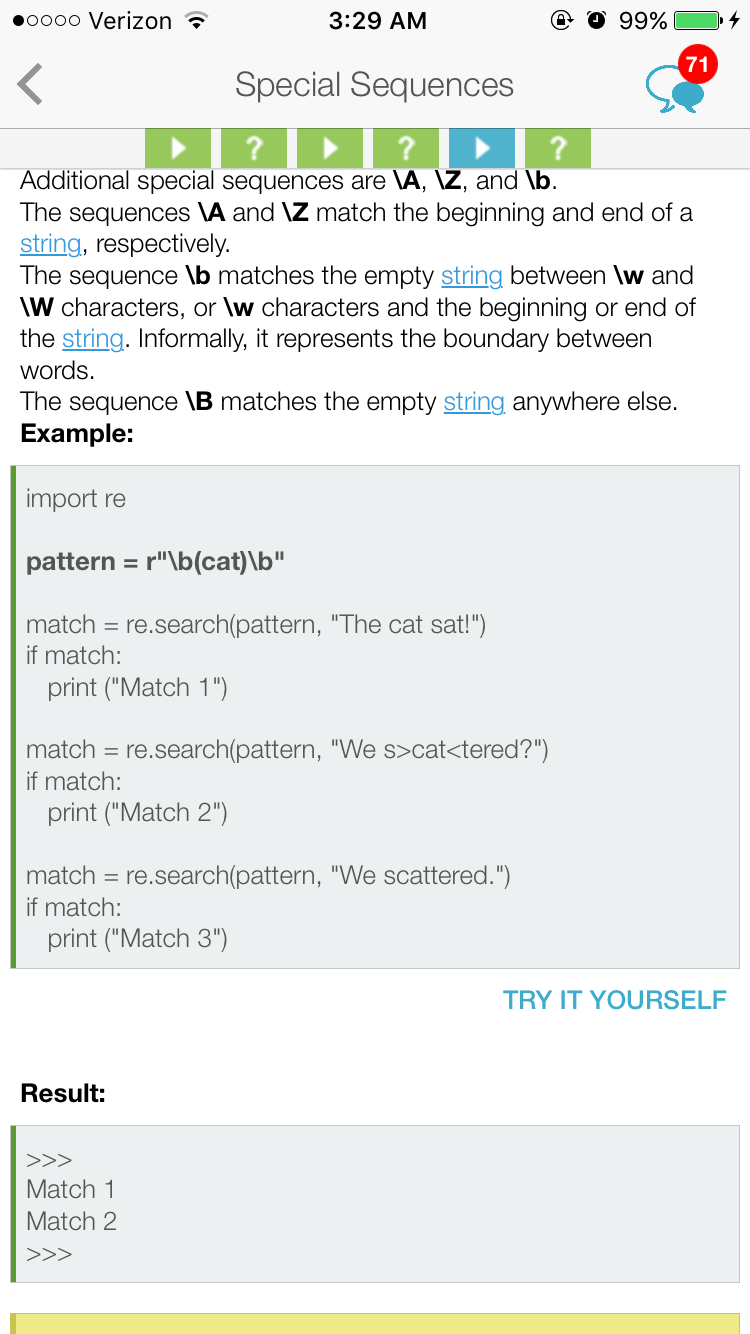 Verizon 3:29 AM 99%
Special Sequences
71
? ? ?
Additional special sequences are \A, \Z, and \b.
The sequences \A and \Z match the beginning and end of a
string, respectively.
The sequence \b matches the empty string between \w and
\W characters, or \w characters and the beginning or end of
the string. Informally, it represents the boundary between
words.
The sequence \B matches the empty string anywhere else.
Example:
import re
pattern = r"\b(cat)\b"
match = re.search(pattern, "The cat sat!")
if match:
print ("Match 1")
match = re.search(pattern, "We s>cat<tered?")
if match:
print ("Match 2")
match = re.search(pattern, "We scattered.")
if match:
print ("Match 3")
TRY IT YOURSELF
Result:
>>>
Match 1
Match 2
>>>